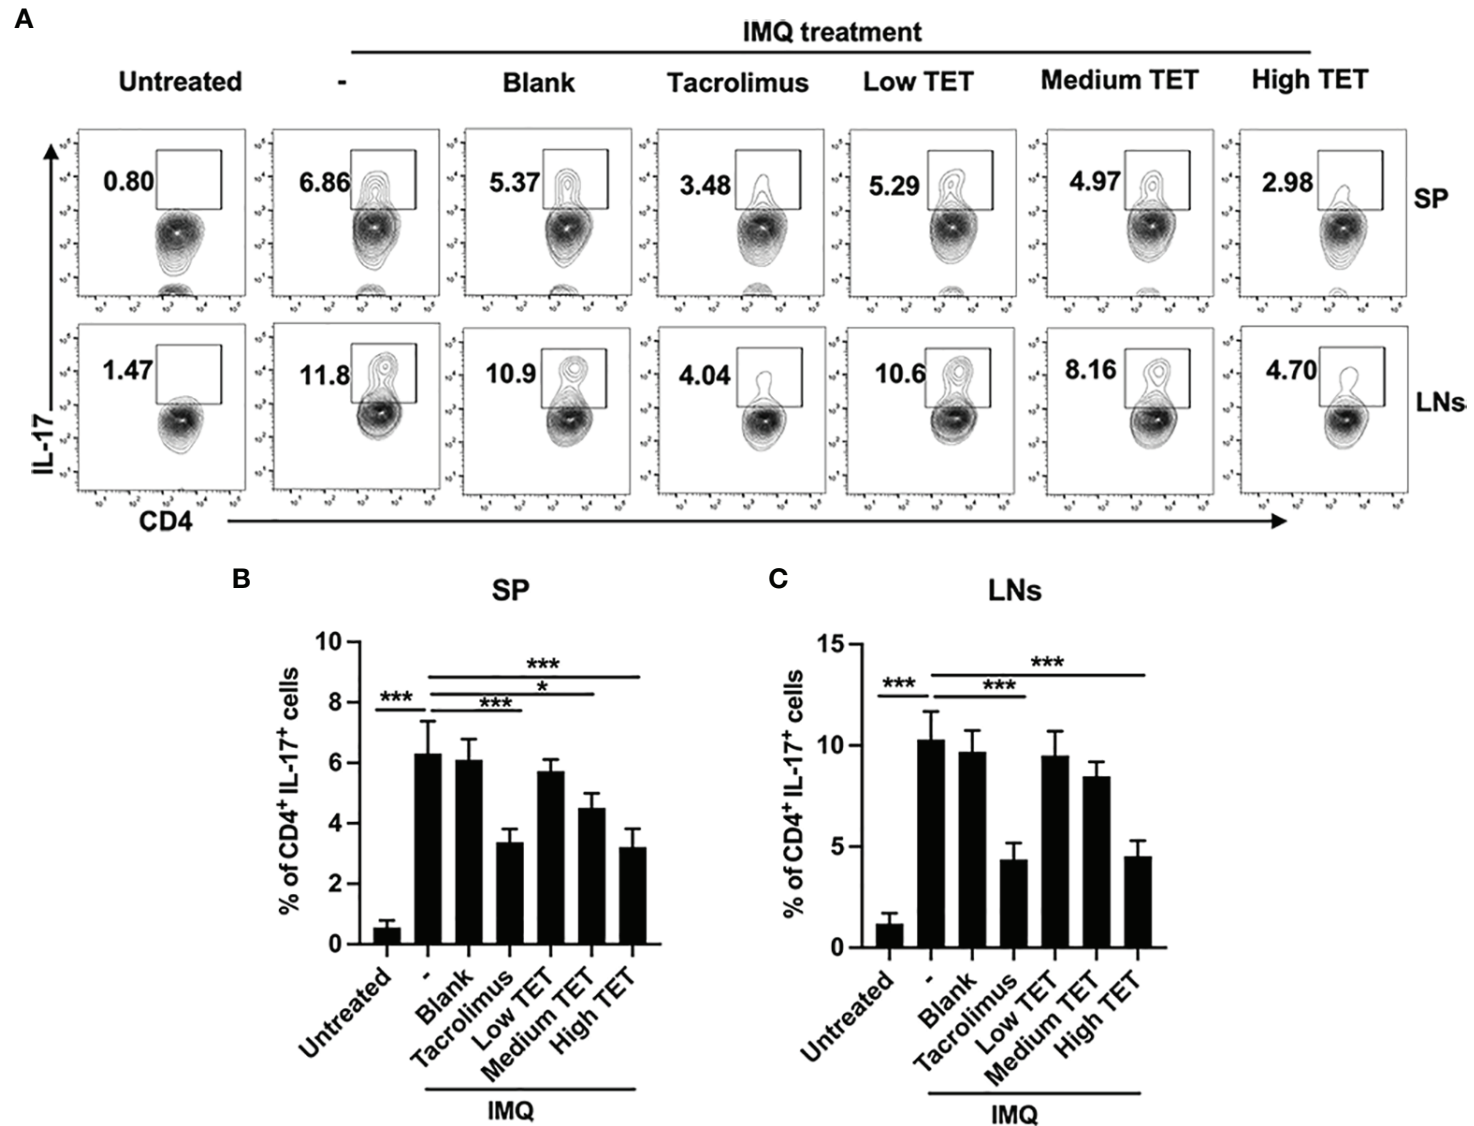 A
IMQ treatment
Untreated - Blank Tacrolimus Low TET Medium TET High TET
0.80 6.86 5.37 3.48 5.29 4.97 2.98 SP
1.47 11.8 10.9 4.04 10.6 8.16 4.70 LNs
IL-17
CD4
B
SP
% of CD4⁺ IL-17⁺ cells
10
8
6
4
2
0
***
*
***
***
Untreated
-
Blank
Tacrolimus
Low TET
Medium TET
High TET
IMQ
C
LNs
% of CD4⁺ IL-17⁺ cells
15
10
5
0
***
***
***
Untreated
-
Blank
Tacrolimus
Low TET
Medium TET
High TET
IMQ